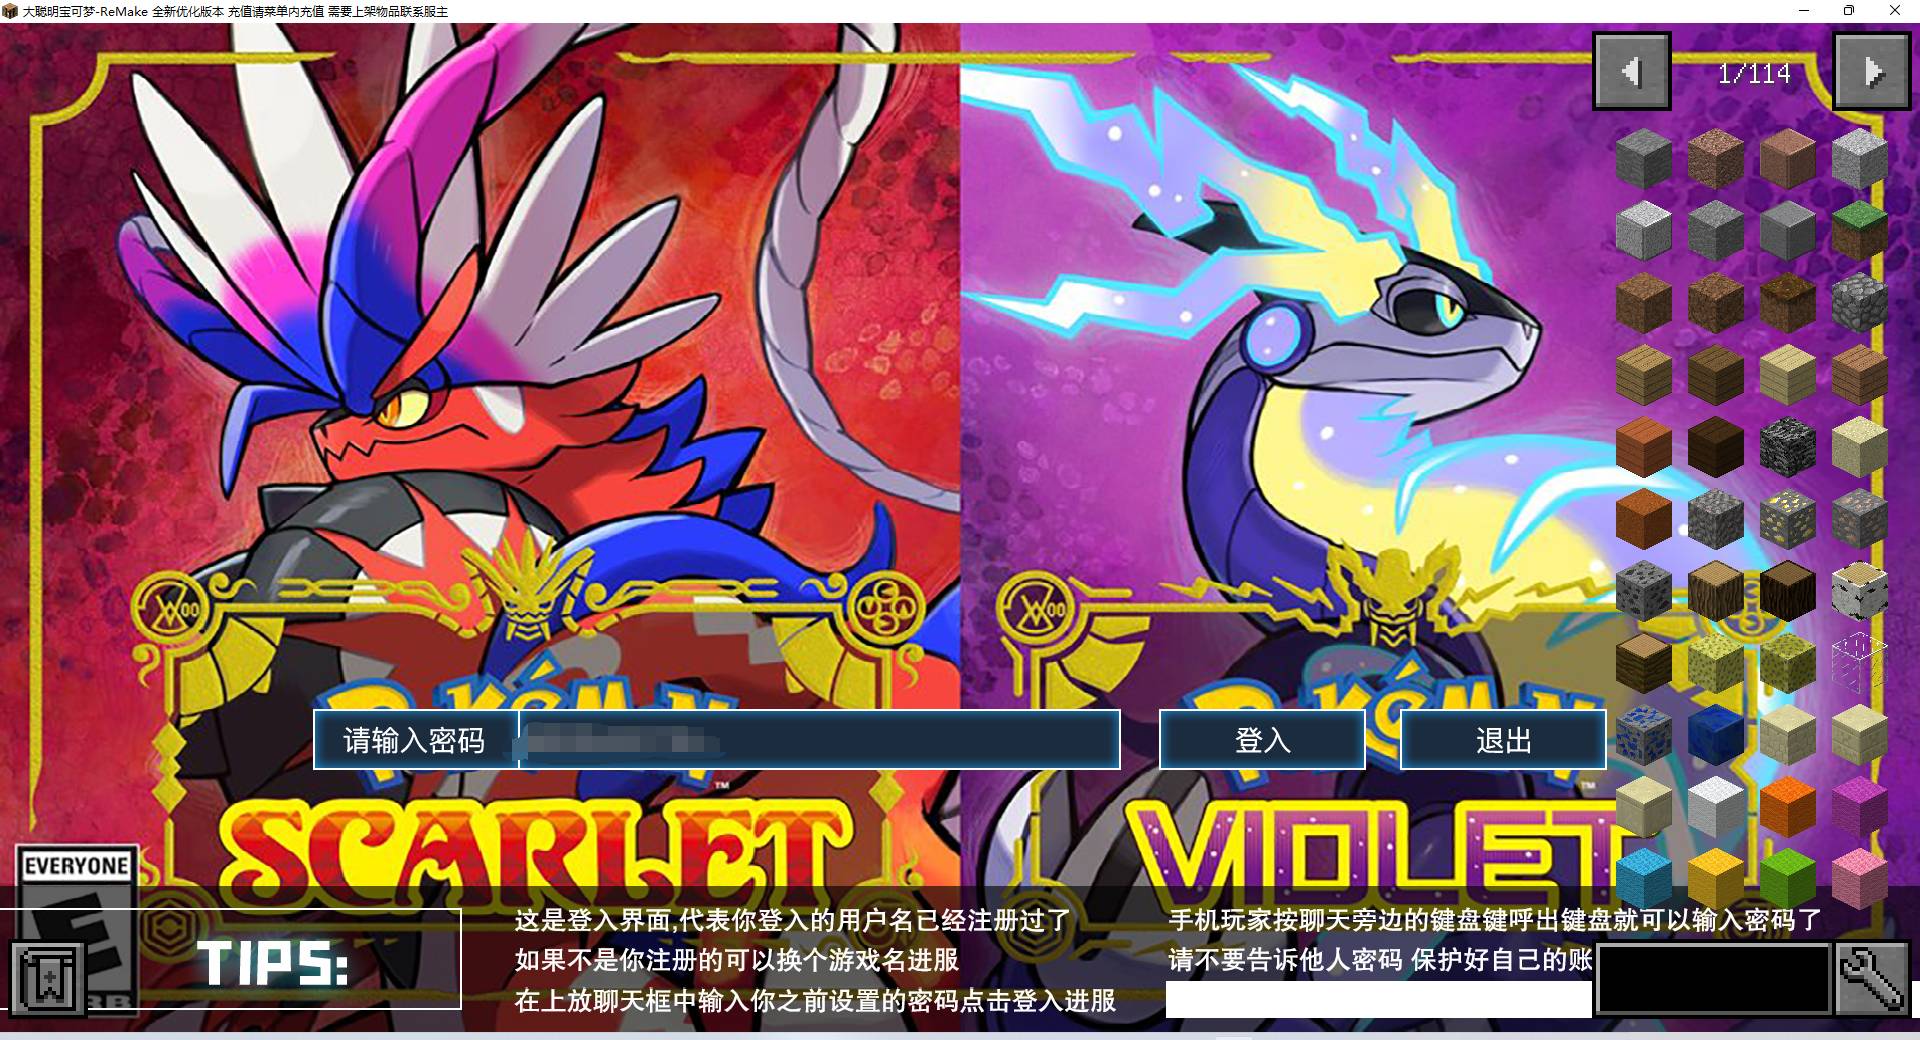 大聪明宝可梦-ReMake 全新优化版本 充值请菜单内充值 需要上架物品联系服主
1/114
请输入密码
登入
退出
SCARLET
VIOLET
EVERYONE
TIPS:
这是登入界面,代表你登入的用户名已经注册过了
如果不是你注册的可以换个游戏名进服
在上放聊天框中输入你之前设置的密码点击登入进服
手机玩家按聊天旁边的键盘键呼出键盘就可以输入密码了
请不要告诉他人密码 保护好自己的账